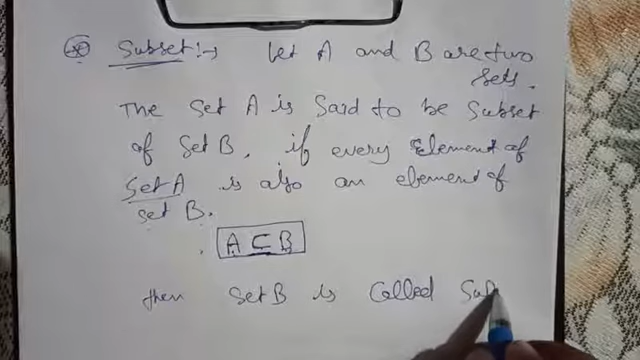 Subset :→ Let A and B are two
sets.
The Set A is Said to be Subset
of Set B, if every Element of
Set A is also an element of
set B.
A ⊂ B
then Set B is Called Sup